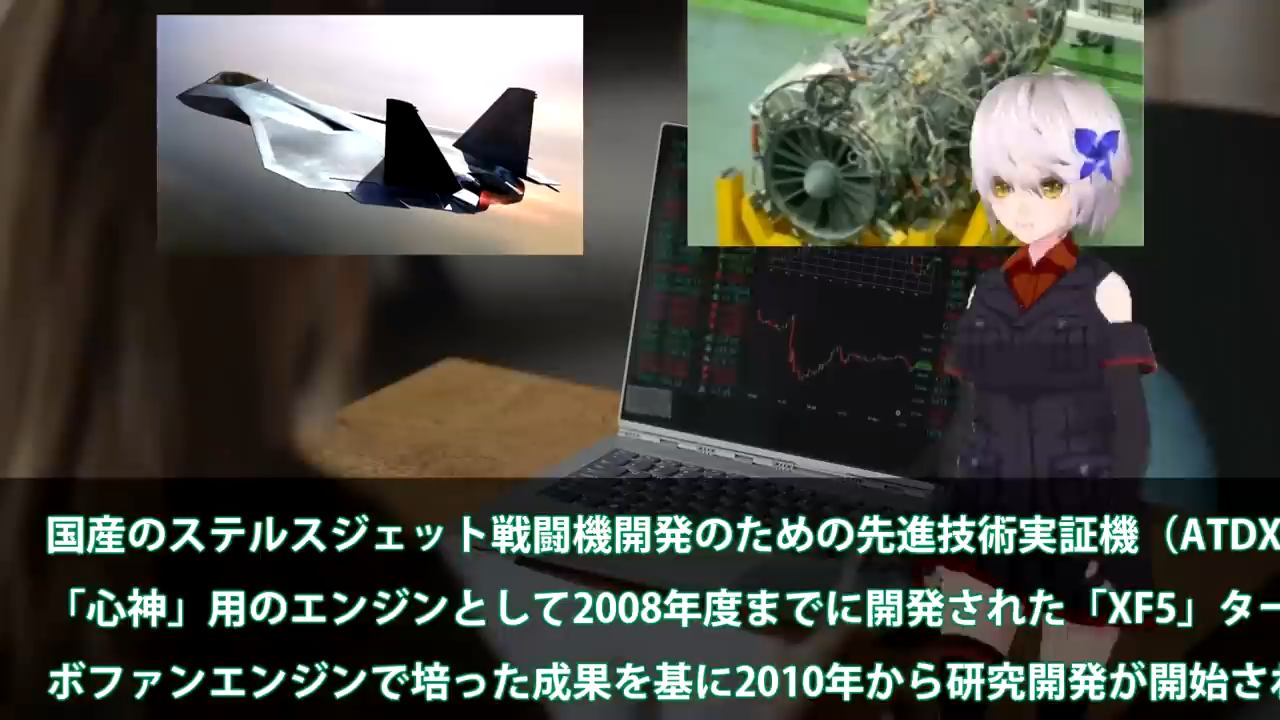 国産のステルスジェット戦闘機開発のための先進技術実証機（ATDX
「心神」用のエンジンとして2008年度までに開発された「XF5」ター
ボファンエンジンで培った成果を基に2010年から研究開発が開始され